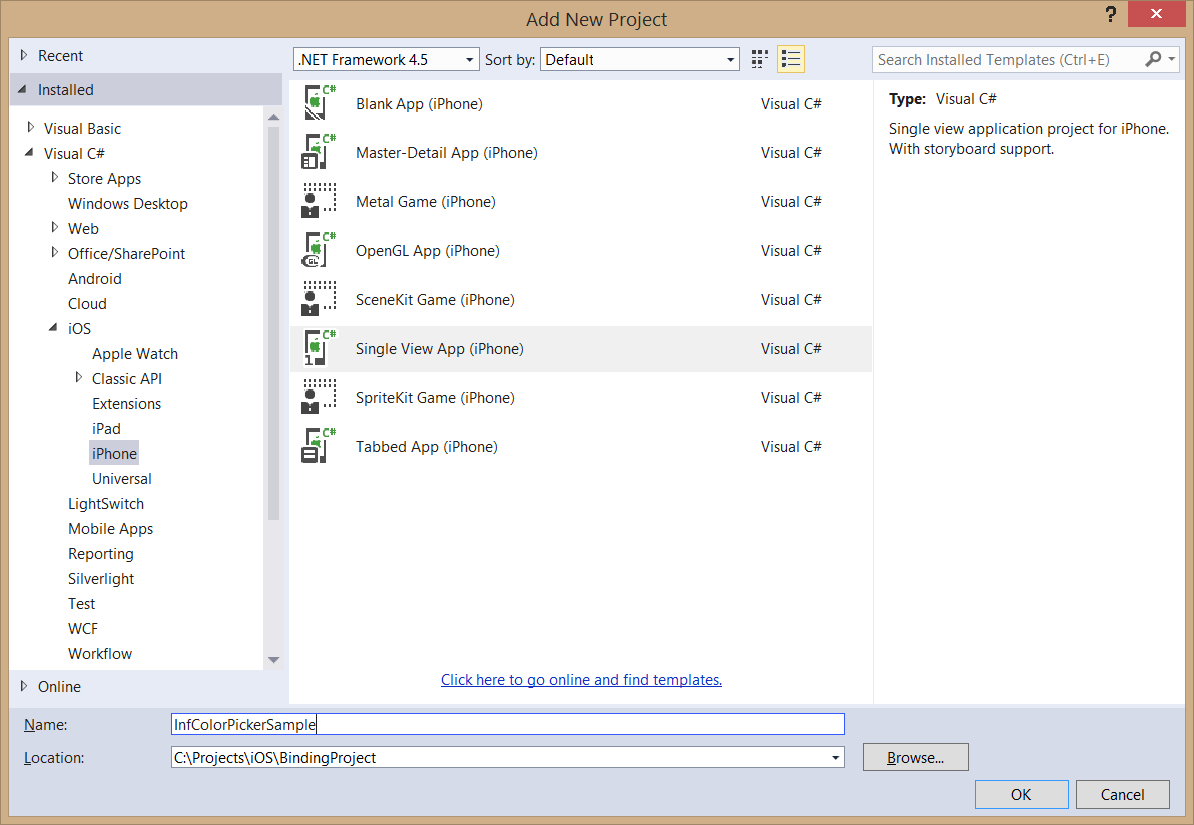 Add New Project
?
Recent
Installed
Visual Basic
Visual C#
Store Apps
Windows Desktop
Web
Office/SharePoint
Android
Cloud
iOS
Apple Watch
Classic API
Extensions
iPad
iPhone
Universal
LightSwitch
Mobile Apps
Reporting
Silverlight
Test
WCF
Workflow
Online
.NET Framework 4.5 Sort by: Default
C# Blank App (iPhone) Visual C#
C# Master-Detail App (iPhone) Visual C#
Metal Game (iPhone) Visual C#
C# GL OpenGL App (iPhone) Visual C#
SceneKit Game (iPhone) Visual C#
C# 1 Single View App (iPhone) Visual C#
SpriteKit Game (iPhone) Visual C#
C# Tabbed App (iPhone) Visual C#
Click here to go online and find templates.
Search Installed Templates (Ctrl+E)
Type: Visual C#
Single view application project for iPhone.
With storyboard support.
Name: InfColorPickerSample
Location: C:\Projects\iOS\BindingProject Browse...
OK Cancel